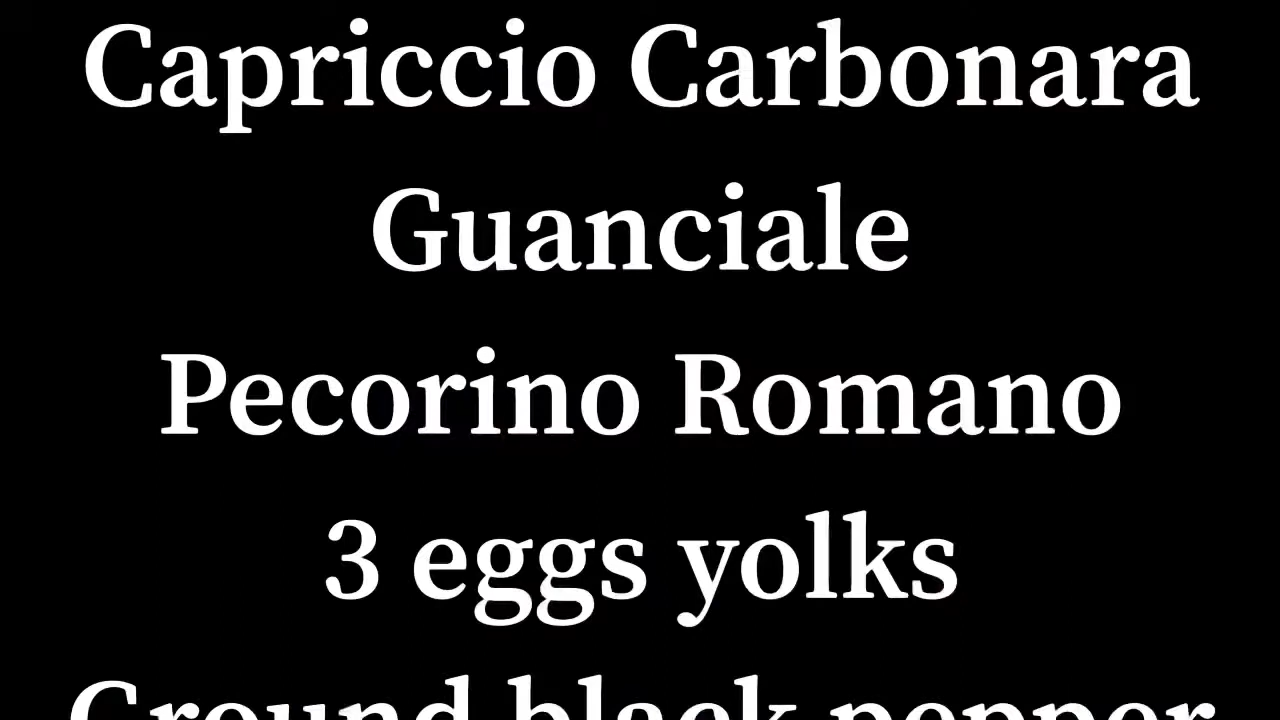 Capriccio Carbonara
Guanciale
Pecorino Romano
3 eggs yolks
Ground black pepper